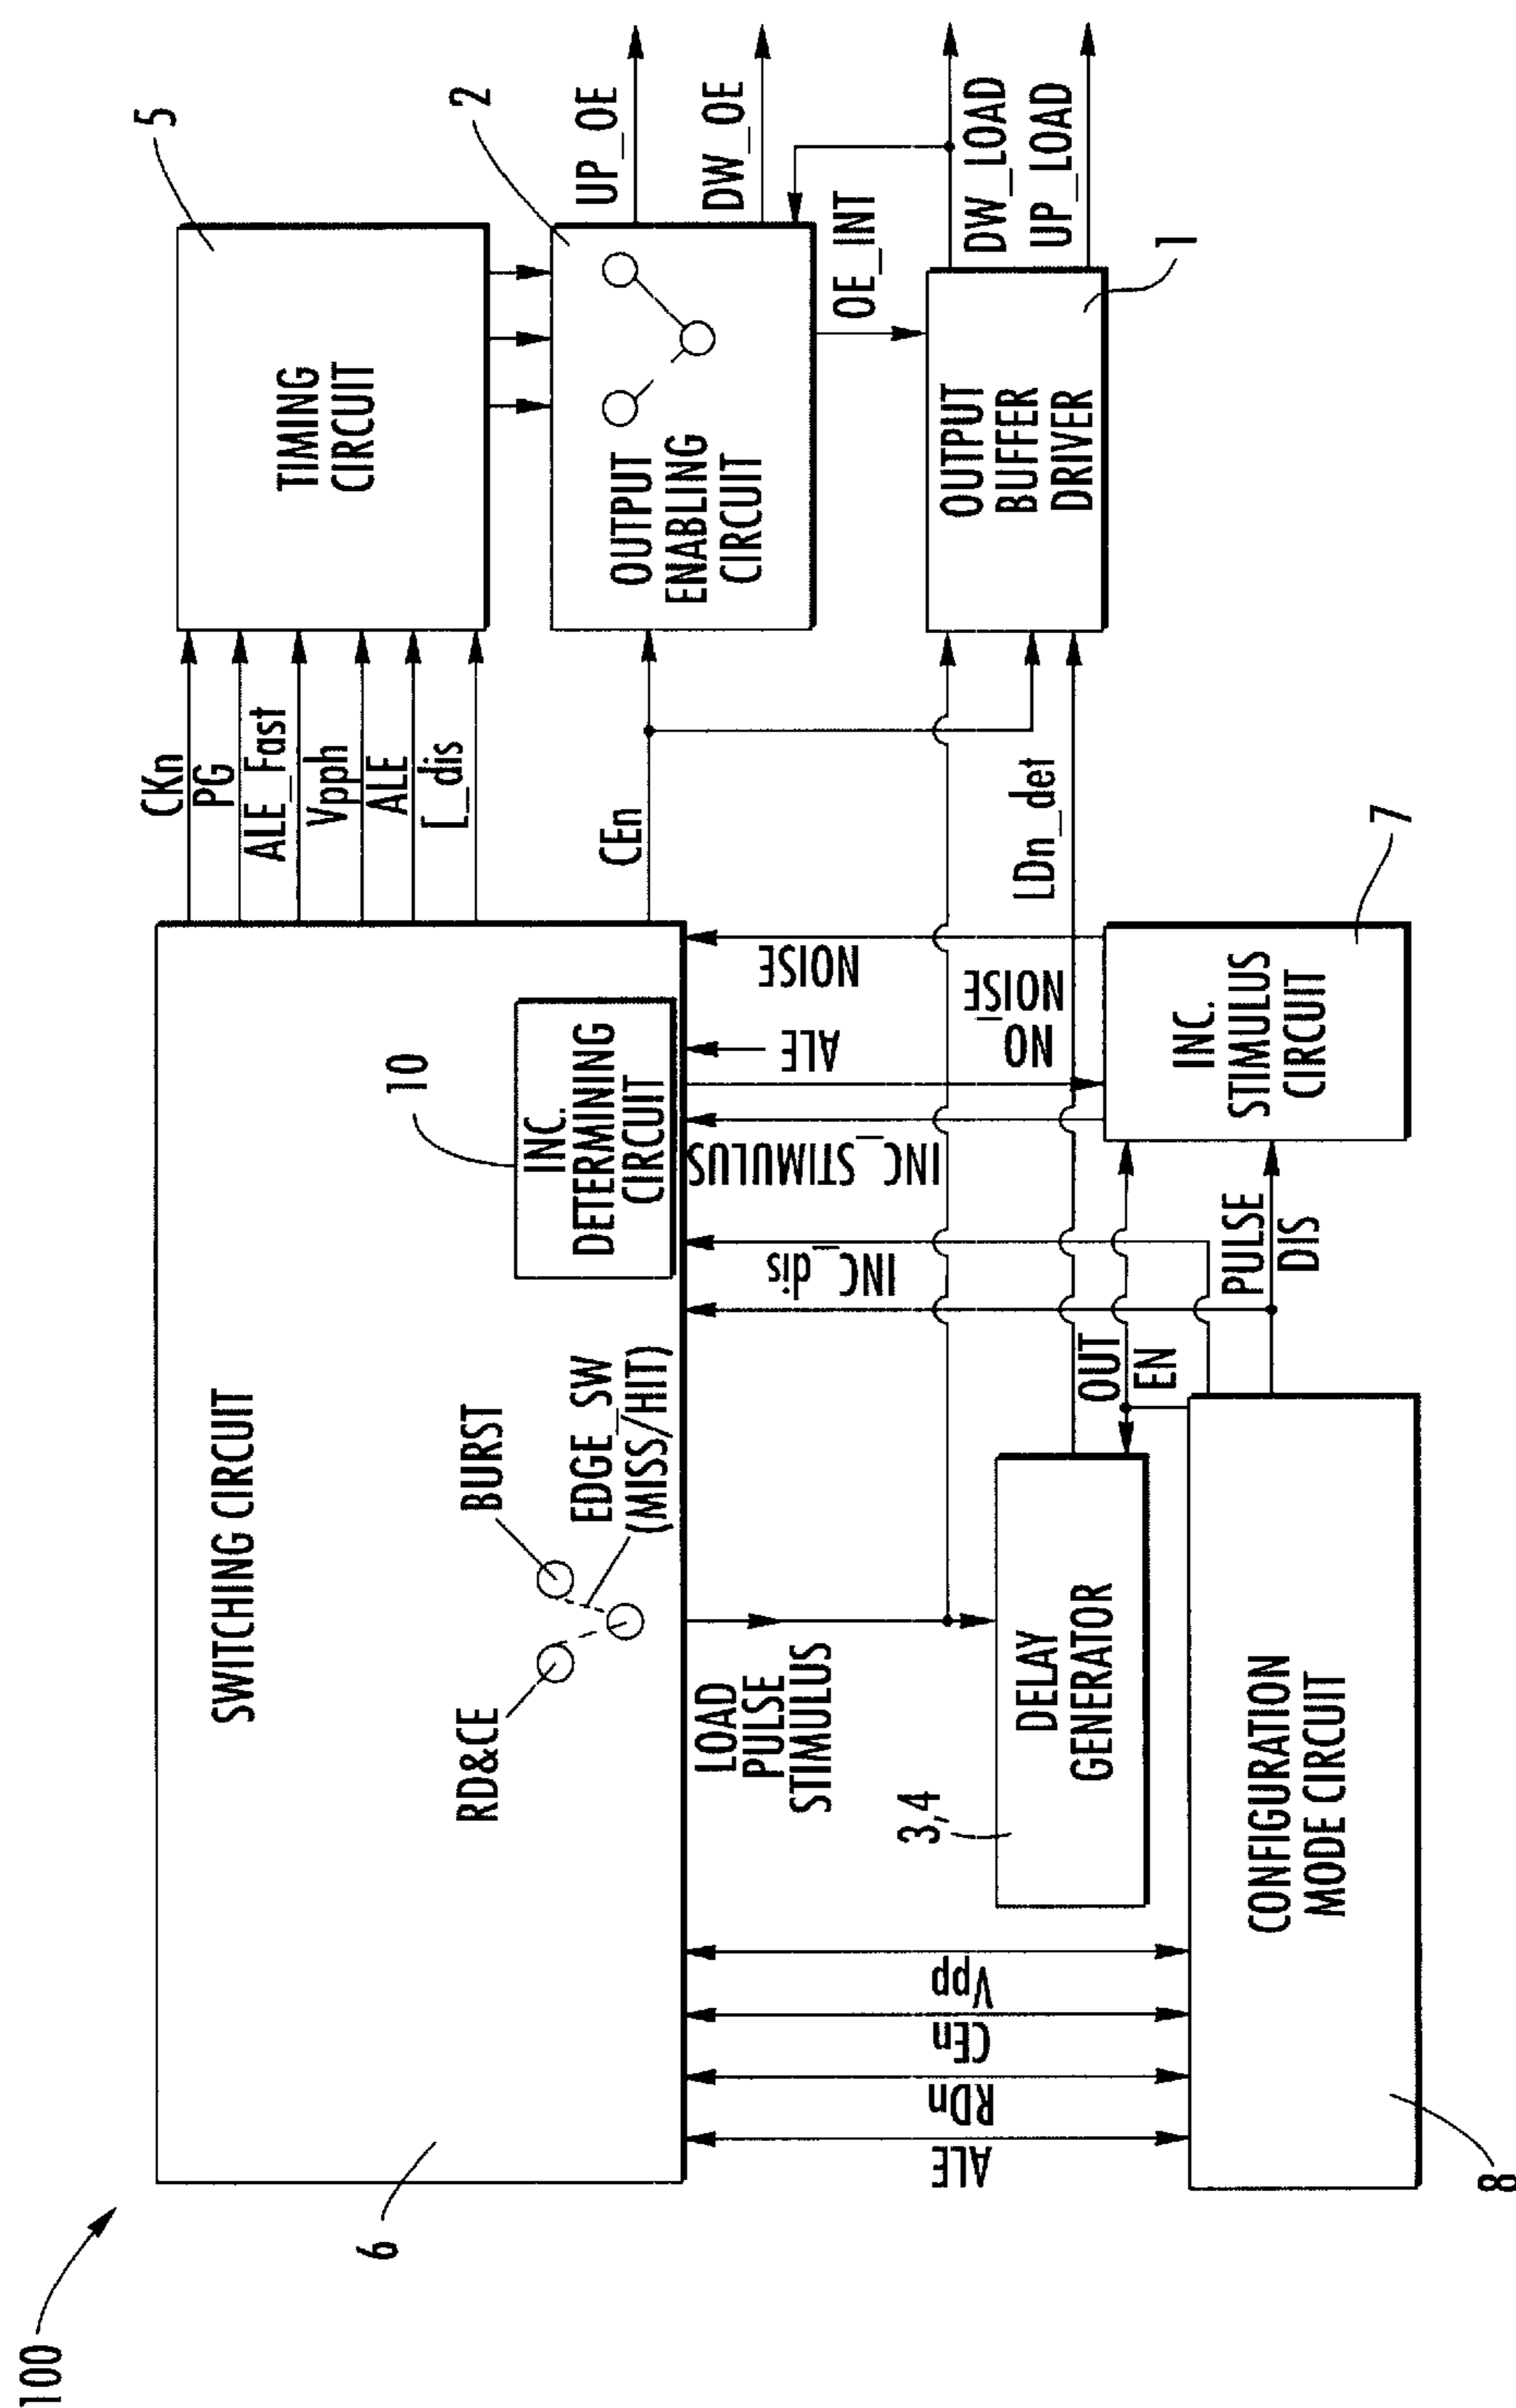 100
6
SWITCHING CIRCUIT
RD&CE
BURST
EDGE_SW
(MISS/HIT)
10
INC.
DETERMINING
CIRCUIT
CKn
PG
ALE_Fast
Vpph
ALE
[_dis
CEn
5
TIMING
CIRCUIT
2
OUTPUT
ENABLING
CIRCUIT
UP_OE
DW_OE
OE_INT
DW_LOAD
UP_LOAD
OUTPUT
BUFFER
DRIVER
1
ALE
RDn
CEn
Vpp
LOAD
PULSE
STIMULUS
INC_dis
INC_STIMULUS
ALE
NO_
NOISE
NOISE
LDn_det
3,4
DELAY
GENERATOR
OUT
EN
PULSE
DIS
INC.
STIMULUS
CIRCUIT
7
CONFIGURATION
MODE CIRCUIT
8